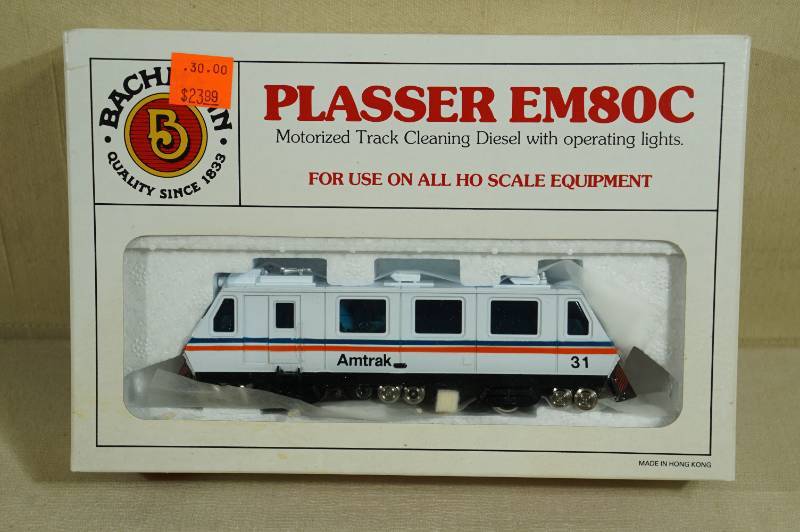 .30.00
$23.99
BACHMAN
B
QUALITY SINCE 1833
PLASSER EM80C
Motorized Track Cleaning Diesel with operating lights.
FOR USE ON ALL HO SCALE EQUIPMENT
Amtrak
31
MADE IN HONG KONG